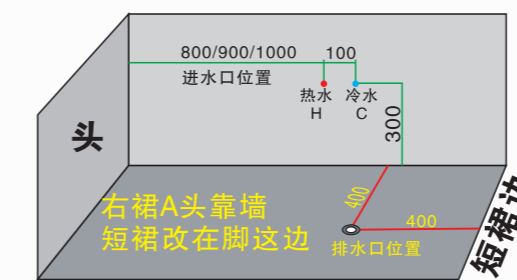 800/900/1000 100
进水口位置
热水 冷水
H C
300
头
400
右裙A头靠墙
短裙改在脚这边
400
排水口位置
短裙边